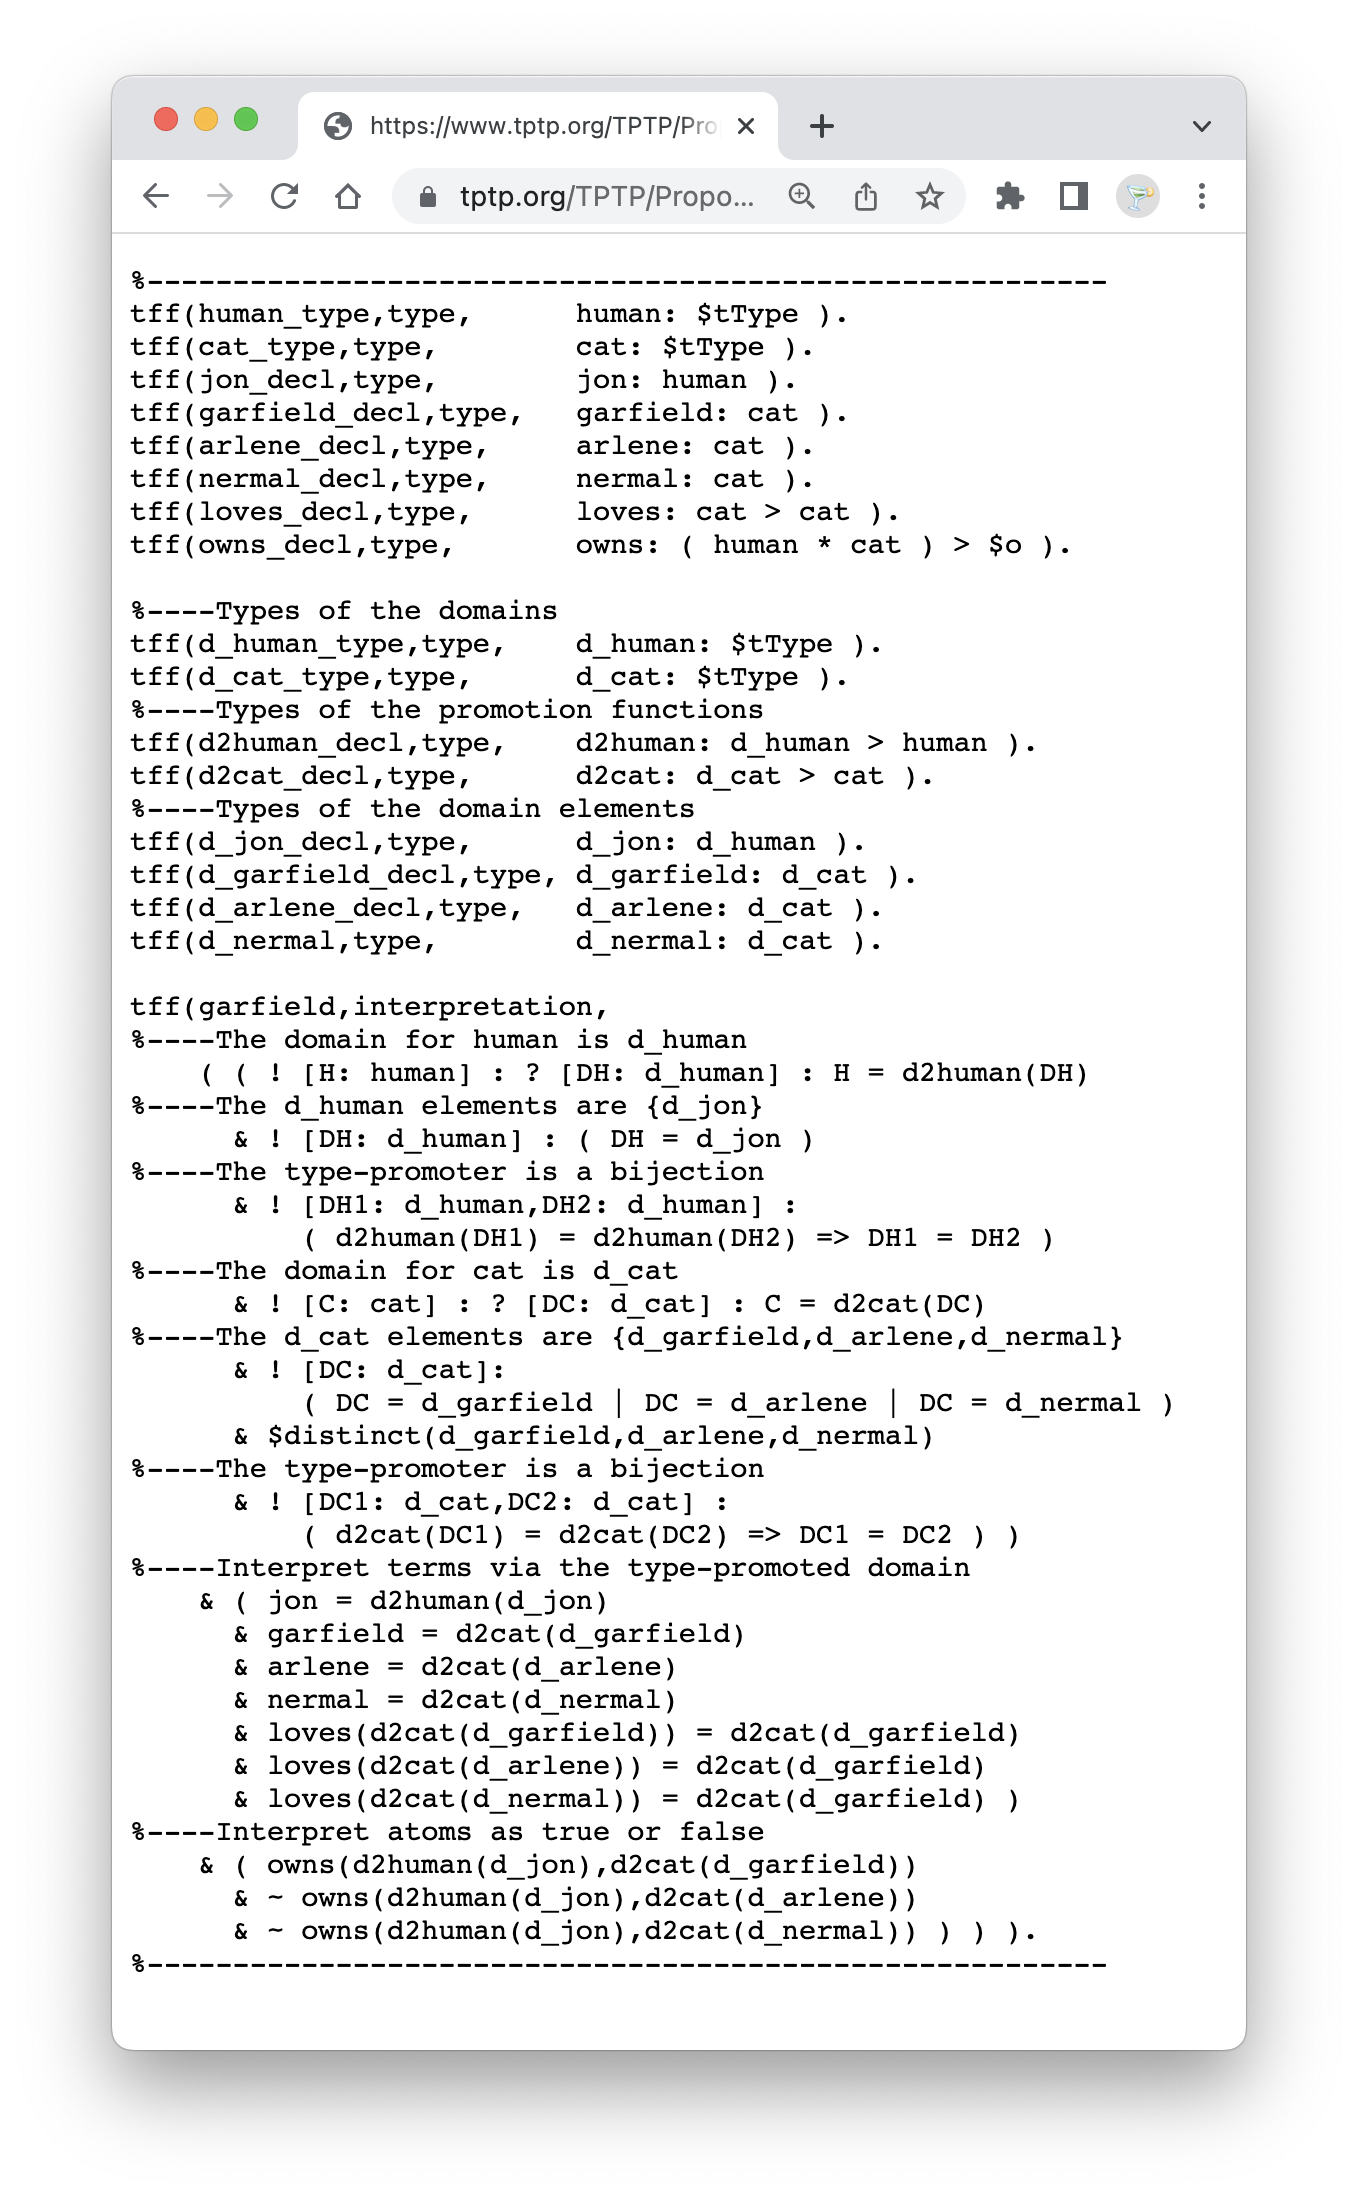 https://www.tptp.org/TPTP/Pro
tptp.org/TPTP/Propo...
%--------------------------------------------------------
tff(human_type,type,      human: $tType ).
tff(cat_type,type,        cat: $tType ).
tff(jon_decl,type,        jon: human ).
tff(garfield_decl,type,   garfield: cat ).
tff(arlene_decl,type,     arlene: cat ).
tff(nermal_decl,type,     nermal: cat ).
tff(loves_decl,type,      loves: cat > cat ).
tff(owns_decl,type,       owns: ( human * cat ) > $o ).
%----Types of the domains
tff(d_human_type,type,    d_human: $tType ).
tff(d_cat_type,type,      d_cat: $tType ).
%----Types of the promotion functions
tff(d2human_decl,type,    d2human: d_human > human ).
tff(d2cat_decl,type,      d2cat: d_cat > cat ).
%----Types of the domain elements
tff(d_jon_decl,type,      d_jon: d_human ).
tff(d_garfield_decl,type, d_garfield: d_cat ).
tff(d_arlene_decl,type,   d_arlene: d_cat ).
tff(d_nermal,type,        d_nermal: d_cat ).
tff(garfield,interpretation,
%----The domain for human is d_human
    ( ( ! [H: human] : ? [DH: d_human] : H = d2human(DH)
%----The d_human elements are {d_jon}
      & ! [DH: d_human] : ( DH = d_jon )
%----The type-promoter is a bijection
      & ! [DH1: d_human,DH2: d_human] :
          ( d2human(DH1) = d2human(DH2) => DH1 = DH2 )
%----The domain for cat is d_cat
      & ! [C: cat] : ? [DC: d_cat] : C = d2cat(DC)
%----The d_cat elements are {d_garfield,d_arlene,d_nermal}
      & ! [DC: d_cat]:
          ( DC = d_garfield | DC = d_arlene | DC = d_nermal )
      & $distinct(d_garfield,d_arlene,d_nermal)
%----The type-promoter is a bijection
      & ! [DC1: d_cat,DC2: d_cat] :
          ( d2cat(DC1) = d2cat(DC2) => DC1 = DC2 ) )
%----Interpret terms via the type-promoted domain
    & ( jon = d2human(d_jon)
      & garfield = d2cat(d_garfield)
      & arlene = d2cat(d_arlene)
      & nermal = d2cat(d_nermal)
      & loves(d2cat(d_garfield)) = d2cat(d_garfield)
      & loves(d2cat(d_arlene)) = d2cat(d_garfield)
      & loves(d2cat(d_nermal)) = d2cat(d_garfield) )
%----Interpret atoms as true or false
    & ( owns(d2human(d_jon),d2cat(d_garfield))
      & ~ owns(d2human(d_jon),d2cat(d_arlene))
      & ~ owns(d2human(d_jon),d2cat(d_nermal)) ) ) ).
%--------------------------------------------------------